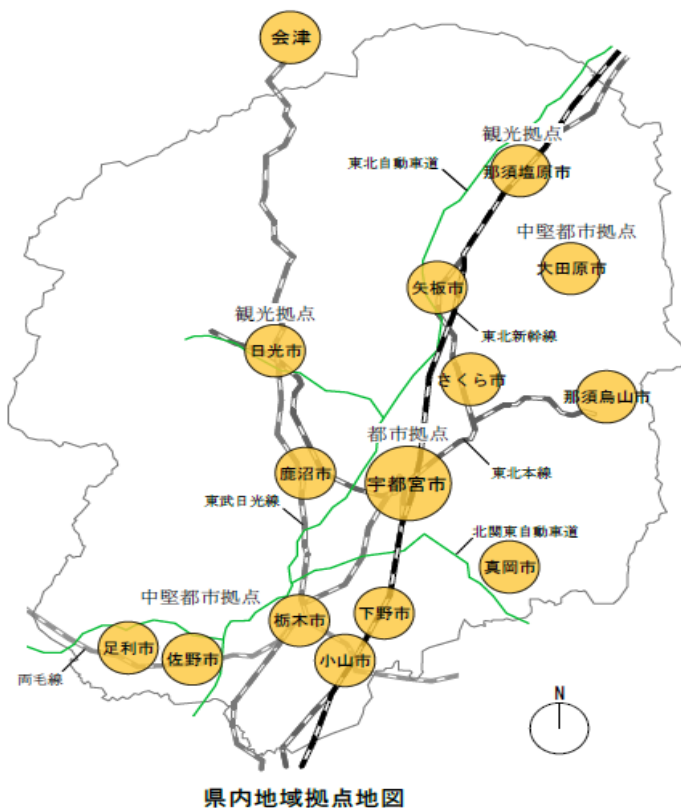 会津
観光拠点
那須塩原市
東北自動車道
中堅都市拠点
大田原市
矢板市
観光拠点
日光市
東北新幹線
さくら市
那須烏山市
都市拠点
鹿沼市
宇都宮市
東北本線
東武日光線
北関東自動車道
真岡市
中堅都市拠点
栃木市
下野市
足利市
佐野市
小山市
両毛線
N
県内地域拠点地図